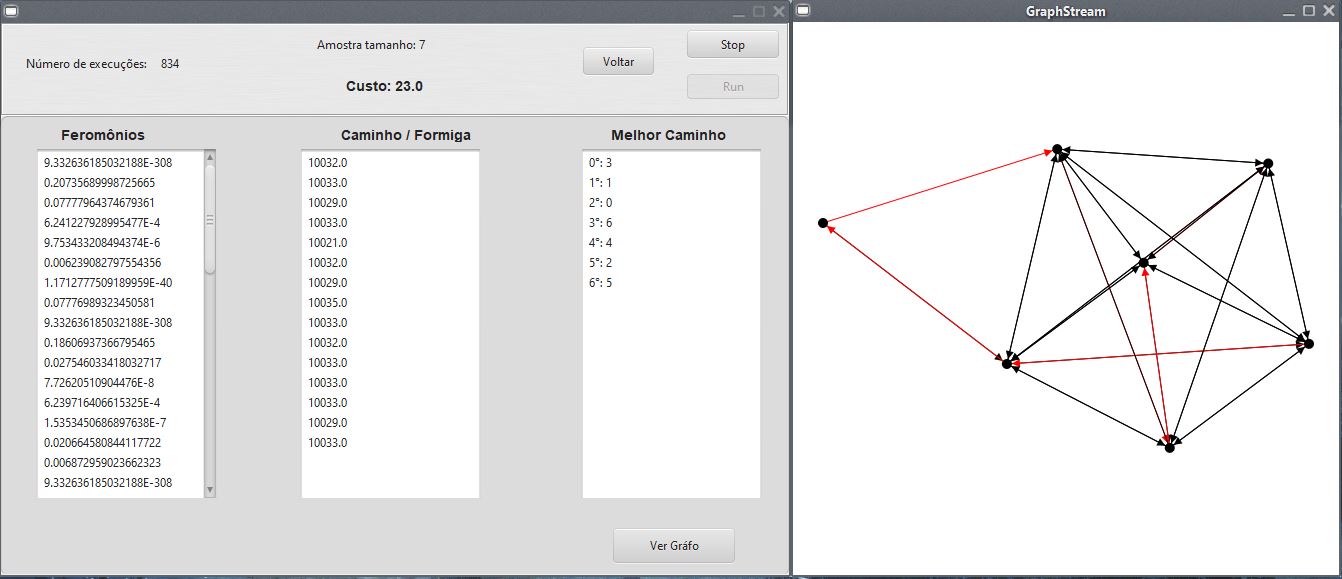 GraphStream
Amostra tamanho: 7
Número de execuções: 834
Custo: 23.0
Voltar
Stop
Run
Feromônios
9.332636185032188E-308
0.20735689998725665
0.07777964374679361
6.241227928995477E-4
9.753433208494374E-6
0.006239082797554356
1.1712777509189959E-40
0.07776989323450581
9.332636185032188E-308
0.18606937366795465
0.027546033418032717
7.72620510904476E-8
6.239716406615325E-4
1.5353450686897638E-7
0.020664580844117722
0.006872959023662323
9.332636185032188E-308
Caminho / Formiga
10032.0
10033.0
10029.0
10033.0
10021.0
10032.0
10029.0
10035.0
10033.0
10032.0
10033.0
10033.0
10033.0
10029.0
10033.0
Melhor Caminho
0°: 3
1°: 1
2°: 0
3°: 6
4°: 4
5°: 2
6°: 5
Ver Gráfo